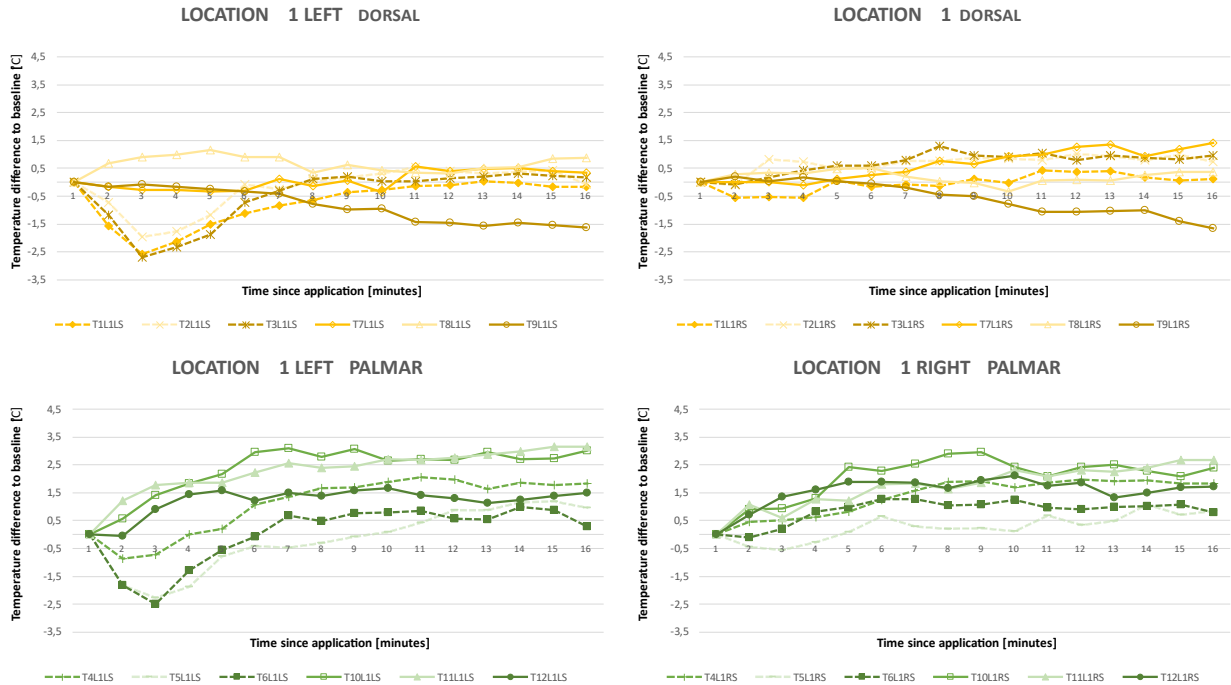 LOCATION 1 LEFT DORSAL
Temperature difference to baseline [C]
4,5
3,5
2,5
1,5
0,5
-0,5
-1,5
-2,5
-3,5
1 2 3 4 5 6 7 8 9 10 11 12 13 14 15 16
Time since application [minutes]
T1L1LS T2L1LS T3L1LS T7L1LS T8L1LS T9L1LS
LOCATION 1 DORSAL
Temperature difference to baseline [C]
4,5
3,5
2,5
1,5
0,5
-0,5
-1,5
-2,5
-3,5
1 2 3 4 5 6 7 8 9 10 11 12 13 14 15 16
Time since application [minutes]
T1L1RS T2L1RS T3L1RS T7L1RS T8L1RS T9L1RS
LOCATION 1 LEFT PALMAR
Temperature difference to baseline [C]
4,5
3,5
2,5
1,5
0,5
-0,5
-1,5
-2,5
-3,5
1 2 3 4 5 6 7 8 9 10 11 12 13 14 15 16
Time since application [minutes]
T4L1LS T5L1LS T6L1LS T10L1LS T11L1LS T12L1LS
LOCATION 1 RIGHT PALMAR
Temperature difference to baseline [C]
4,5
3,5
2,5
1,5
0,5
-0,5
-1,5
-2,5
-3,5
1 2 3 4 5 6 7 8 9 10 11 12 13 14 15 16
Time since application [minutes]
T4L1RS T5L1RS T6L1RS T10L1RS T11L1RS T12L1RS